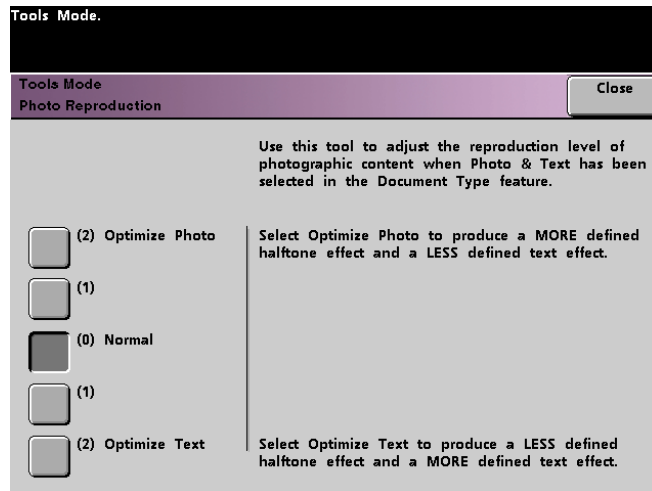 Tools Mode.
Tools Mode
Photo Reproduction
Close
Use this tool to adjust the reproduction level of
photographic content when Photo & Text has been
selected in the Document Type feature.
(2) Optimize Photo
Select Optimize Photo to produce a MORE defined
halftone effect and a LESS defined text effect.
(1)
(0) Normal
(1)
(2) Optimize Text
Select Optimize Text to produce a LESS defined
halftone effect and a MORE defined text effect.